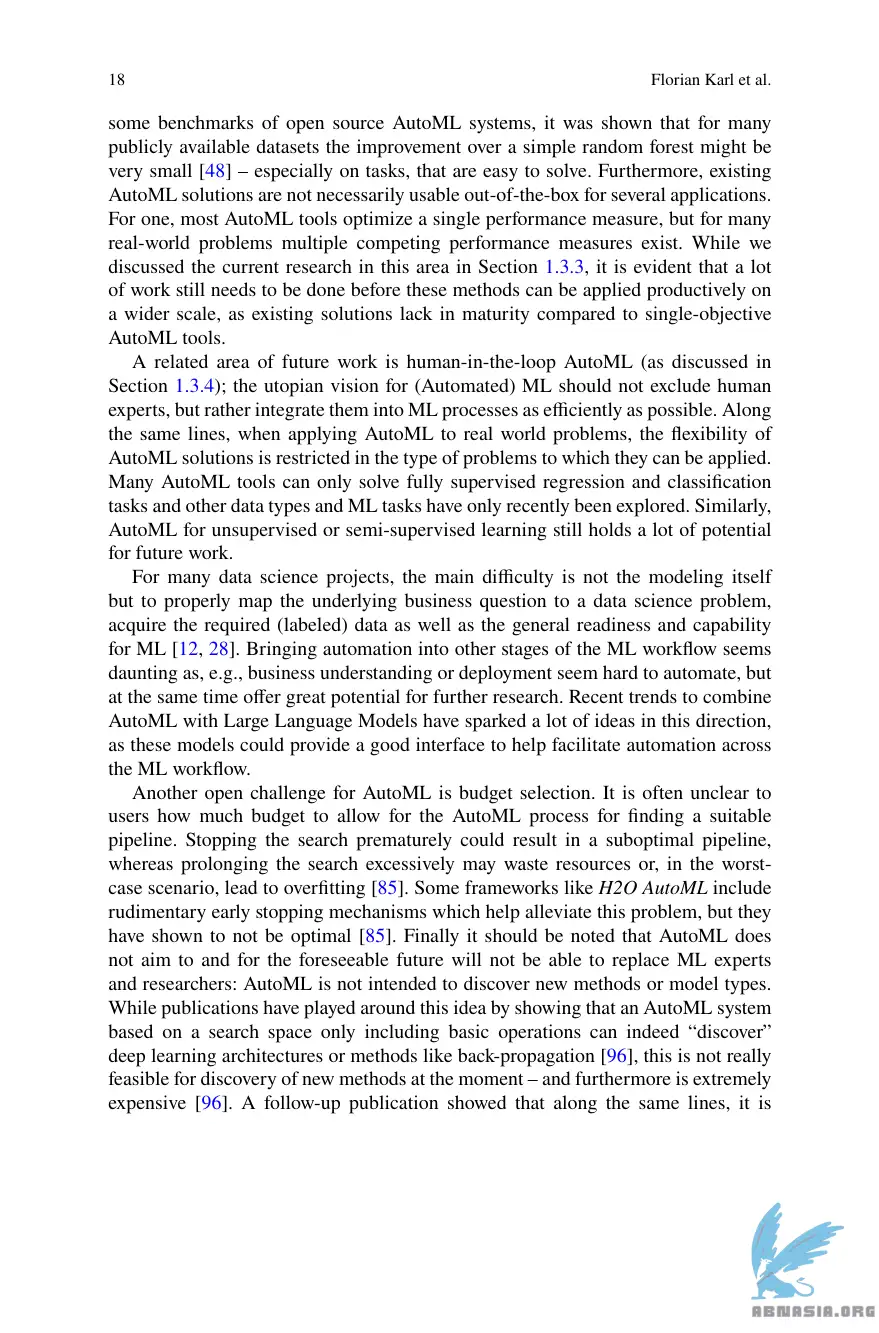 18
Florian Karl et al.
some benchmarks of open source AutoML systems, it was shown that for many
publicly available datasets the improvement over a simple random forest might be
very small [48] – especially on tasks, that are easy to solve. Furthermore, existing
AutoML solutions are not necessarily usable out-of-the-box for several applications.
For one, most AutoML tools optimize a single performance measure, but for many
real-world problems multiple competing performance measures exist. While we
discussed the current research in this area in Section 1.3.3, it is evident that a lot
of work still needs to be done before these methods can be applied productively on
a wider scale, as existing solutions lack in maturity compared to single-objective
AutoML tools.
A related area of future work is human-in-the-loop AutoML (as discussed in
Section 1.3.4); the utopian vision for (Automated) ML should not exclude human
experts, but rather integrate them into ML processes as efficiently as possible. Along
the same lines, when applying AutoML to real world problems, the flexibility of
AutoML solutions is restricted in the type of problems to which they can be applied.
Many AutoML tools can only solve fully supervised regression and classification
tasks and other data types and ML tasks have only recently been explored. Similarly,
AutoML for unsupervised or semi-supervised learning still holds a lot of potential
for future work.
For many data science projects, the main difficulty is not the modeling itself
but to properly map the underlying business question to a data science problem,
acquire the required (labeled) data as well as the general readiness and capability
for ML [12, 28]. Bringing automation into other stages of the ML workflow seems
daunting as, e.g., business understanding or deployment seem hard to automate, but
at the same time offer great potential for further research. Recent trends to combine
AutoML with Large Language Models have sparked a lot of ideas in this direction,
as these models could provide a good interface to help facilitate automation across
the ML workflow.
Another open challenge for AutoML is budget selection. It is often unclear to
users how much budget to allow for the AutoML process for finding a suitable
pipeline. Stopping the search prematurely could result in a suboptimal pipeline,
whereas prolonging the search excessively may waste resources or, in the worst-
case scenario, lead to overfitting [85]. Some frameworks like H2O AutoML include
rudimentary early stopping mechanisms which help alleviate this problem, but they
have shown to not be optimal [85]. Finally it should be noted that AutoML does
not aim to and for the foreseeable future will not be able to replace ML experts
and researchers: AutoML is not intended to discover new methods or model types.
While publications have played around this idea by showing that an AutoML system
based on a search space only including basic operations can indeed “discover”
deep learning architectures or methods like back-propagation [96], this is not really
feasible for discovery of new methods at the moment – and furthermore is extremely
expensive [96]. A follow-up publication showed that along the same lines, it is
ABNASIA.ORG